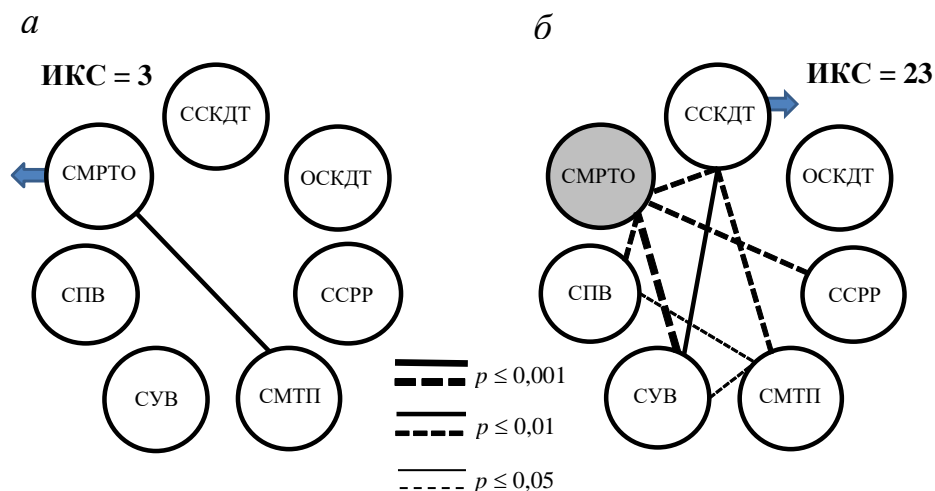 а
ИКС = 3
ССКДТ
СМРТО
ОСКДТ
СПВ
ССРР
СУВ
СМТП
б
ИКС = 23
ССКДТ
СМРТО
ОСКДТ
СПВ
ССРР
СУВ
СМТП
p ≤ 0,001
p ≤ 0,01
p ≤ 0,05